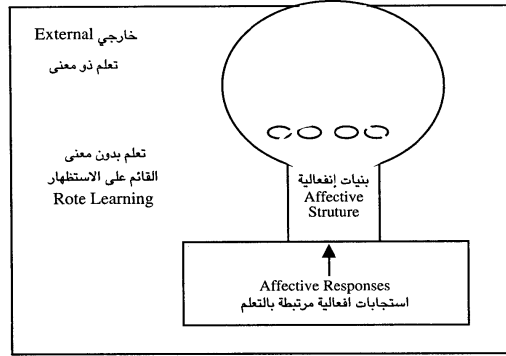 خارجي External
تعلم ذو معنى
تعلم بدون معنى
القائم على الاستظهار
Rote Learning
بنيات إنفعالية
Affective
Struture
Affective Responses
استجابات افعالية مرتبطة بالتعلم